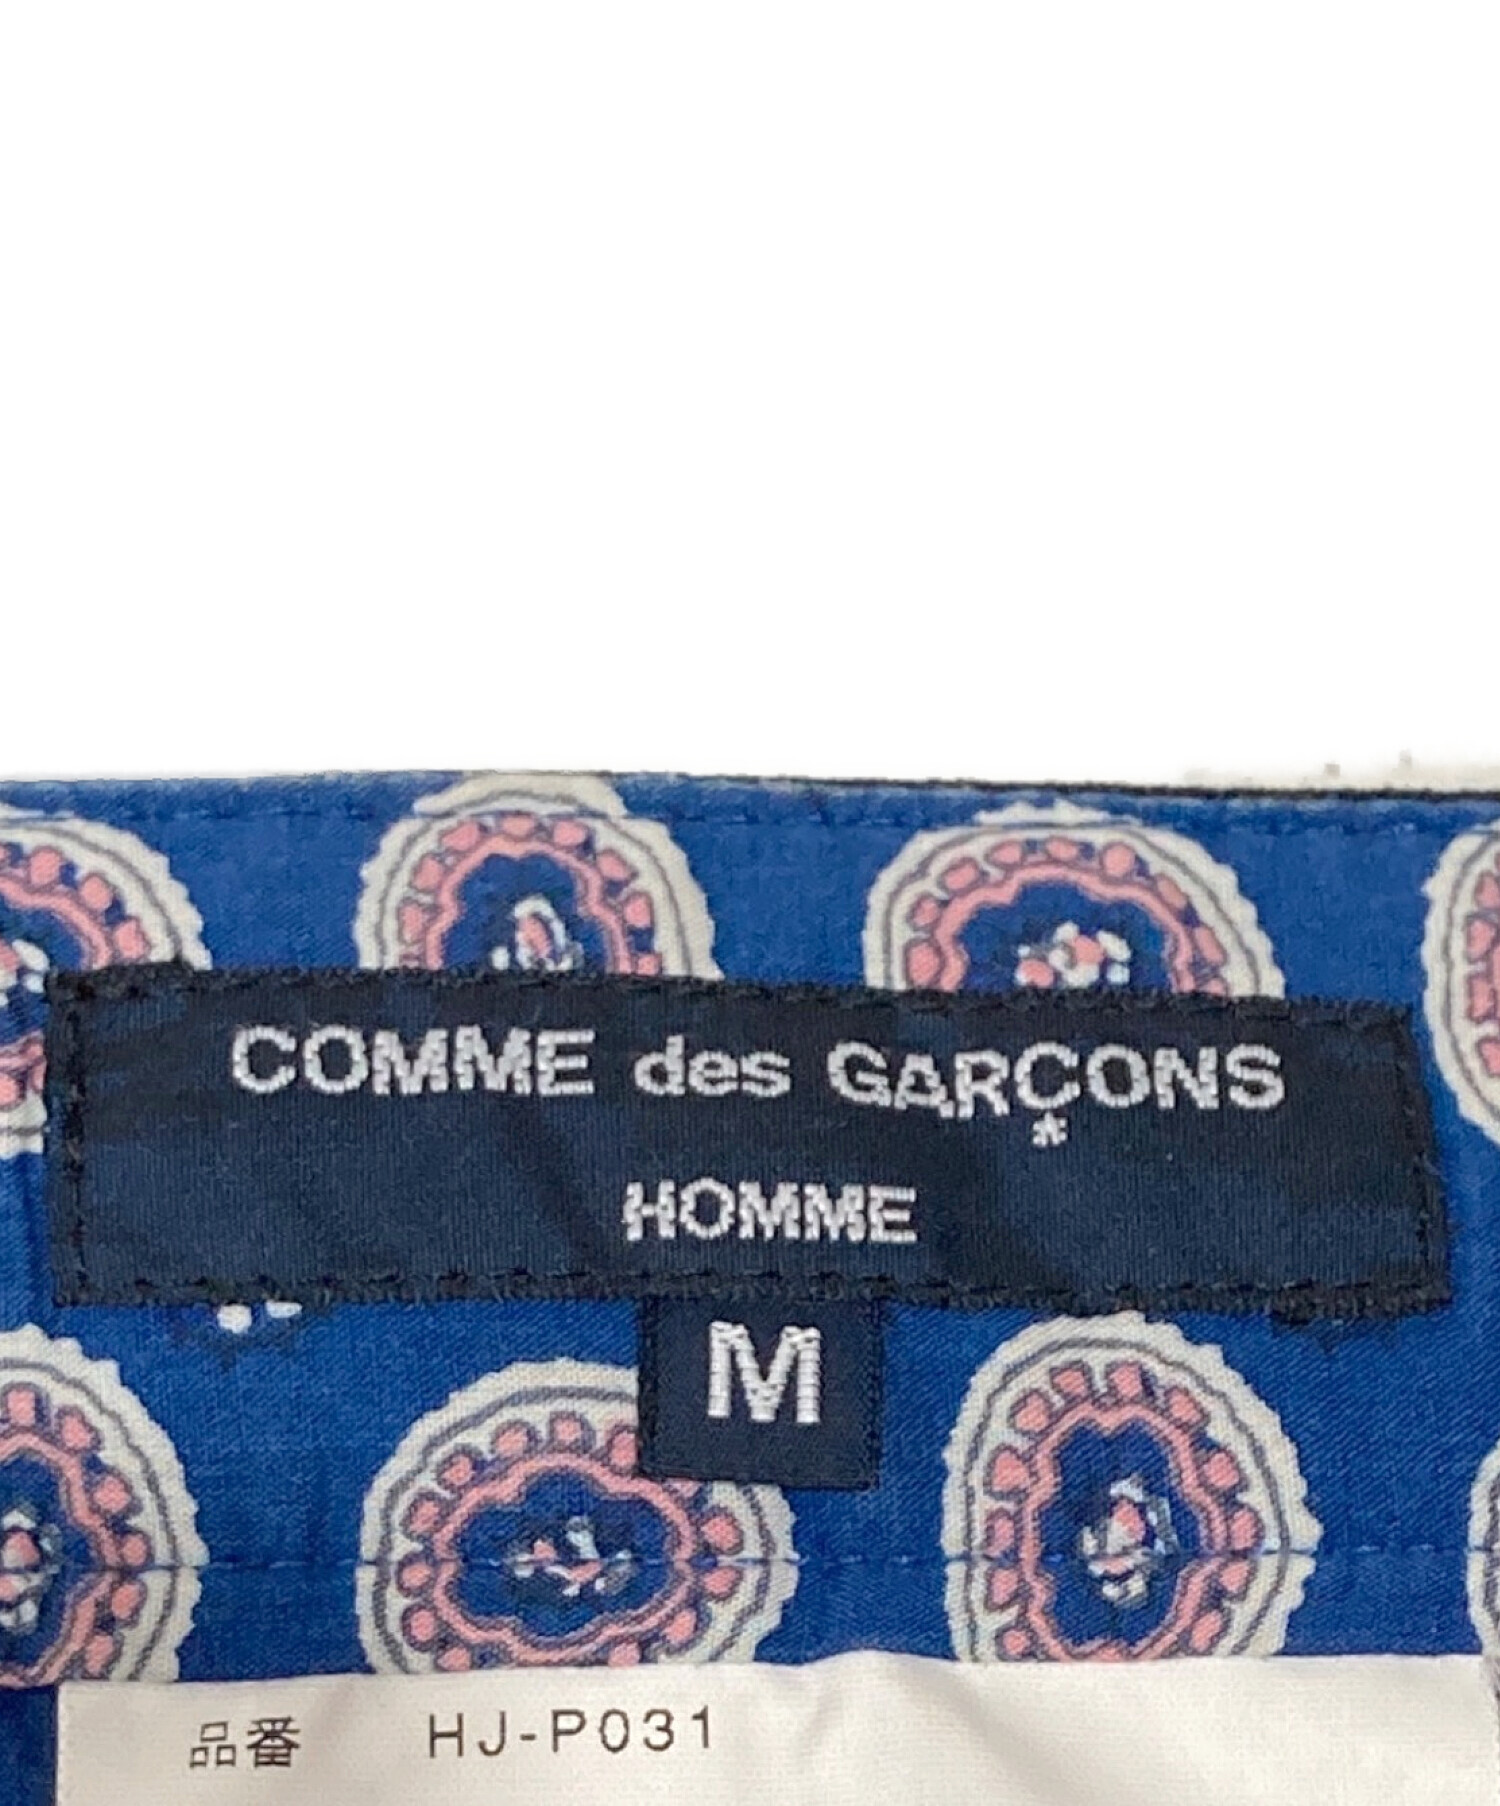 COMME des GARÇONS
*
HOMME
M
品番 HJ-P031